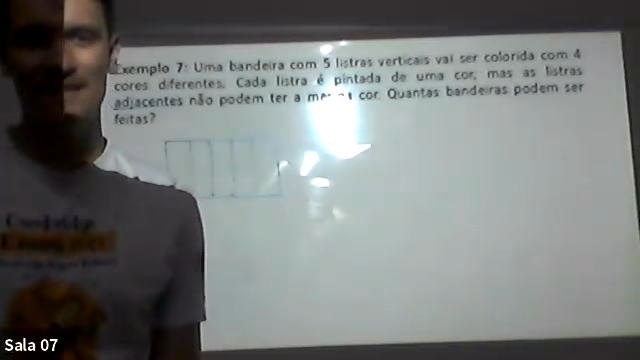 Exemplo 7: Uma bandeira com 5 listras verticais vai ser colorida com 4
cores diferentes. Cada listra é pintada de uma cor, mas as listras
adjacentes não podem ter a cor. Quantas bandeiras podem ser
feitas?
Sala 07